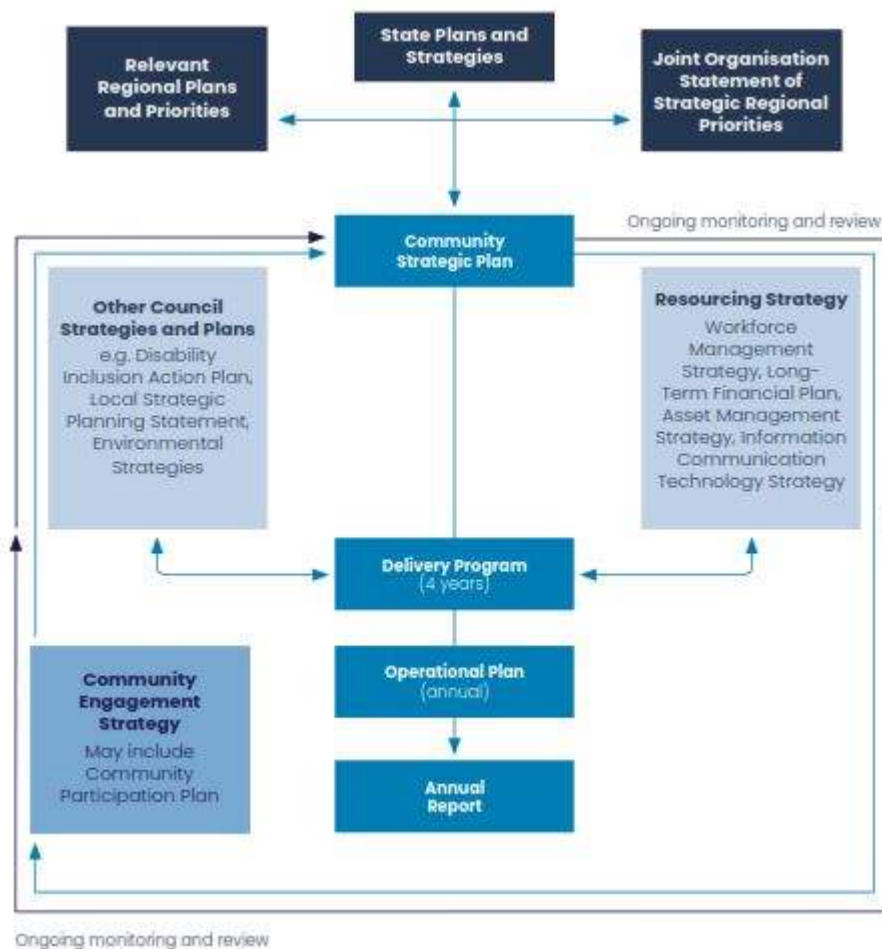 State Plans and
Strategies
Relevant
Regional Plans
and Priorities
Joint Organisation
Statement of
Strategic Regional
Priorities
Ongoing monitoring and review
Community
Strategic Plan
Other Council
Strategies and Plans
e.g. Disability
Inclusion Action Plan,
Local Strategic
Planning Statement,
Environmental
Strategies
Resourcing Strategy
Workforce
Management
Strategy, Long-
Term Financial Plan,
Asset Management
Strategy, Information
Communication
Technology Strategy
Delivery Program
(4 years)
Community
Engagement
Strategy
May include
Community
Participation Plan
Operational Plan
(annual)
Annual
Report
Ongoing monitoring and review